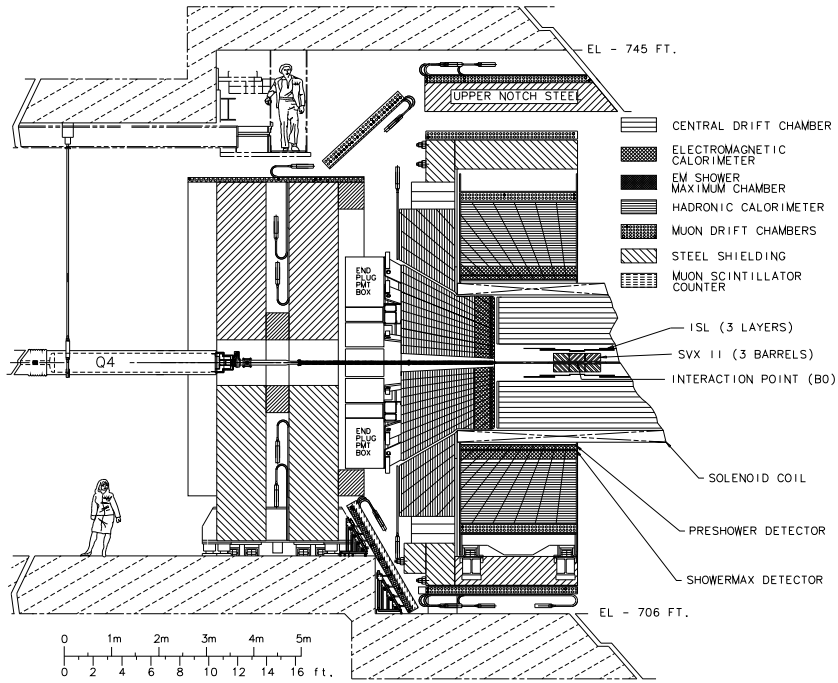 EL - 745 FT.
UPPER NOTCH STEEL
CENTRAL DRIFT CHAMBER
ELECTROMAGNETIC
CALORIMETER
EM SHOWER
MAXIMUM CHAMBER
HADRONIC CALORIMETER
MUON DRIFT CHAMBERS
STEEL SHIELDING
MUON SCINTILLATOR
COUNTER
END
PLUG
PMT
BOX
ISL (3 LAYERS)
Q4
SVX II (3 BARRELS)
INTERACTION POINT (B0)
END
PLUG
PMT
BOX
SOLENOID COIL
PRESHOWER DETECTOR
SHOWERMAX DETECTOR
EL - 706 FT.
0 1m 2m 3m 4m 5m
0 2 4 6 8 10 12 14 16 ft.